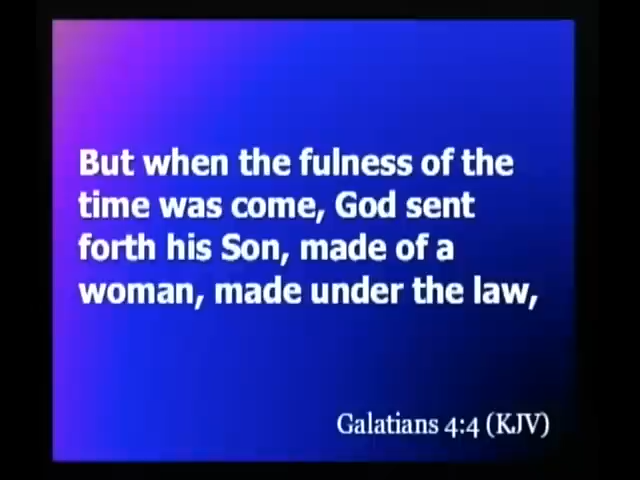 But when the fulness of the
time was come, God sent
forth his Son, made of a
woman, made under the law,
Galatians 4:4 (KJV)